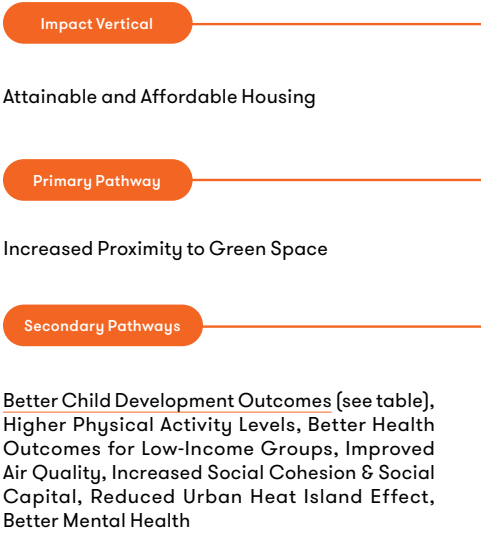 Impact Vertical
Attainable and Affordable Housing
Primary Pathway
Increased Proximity to Green Space
Secondary Pathways
Better Child Development Outcomes (see table),
Higher Physical Activity Levels, Better Health
Outcomes for Low-Income Groups, Improved
Air Quality, Increased Social Cohesion & Social
Capital, Reduced Urban Heat Island Effect,
Better Mental Health